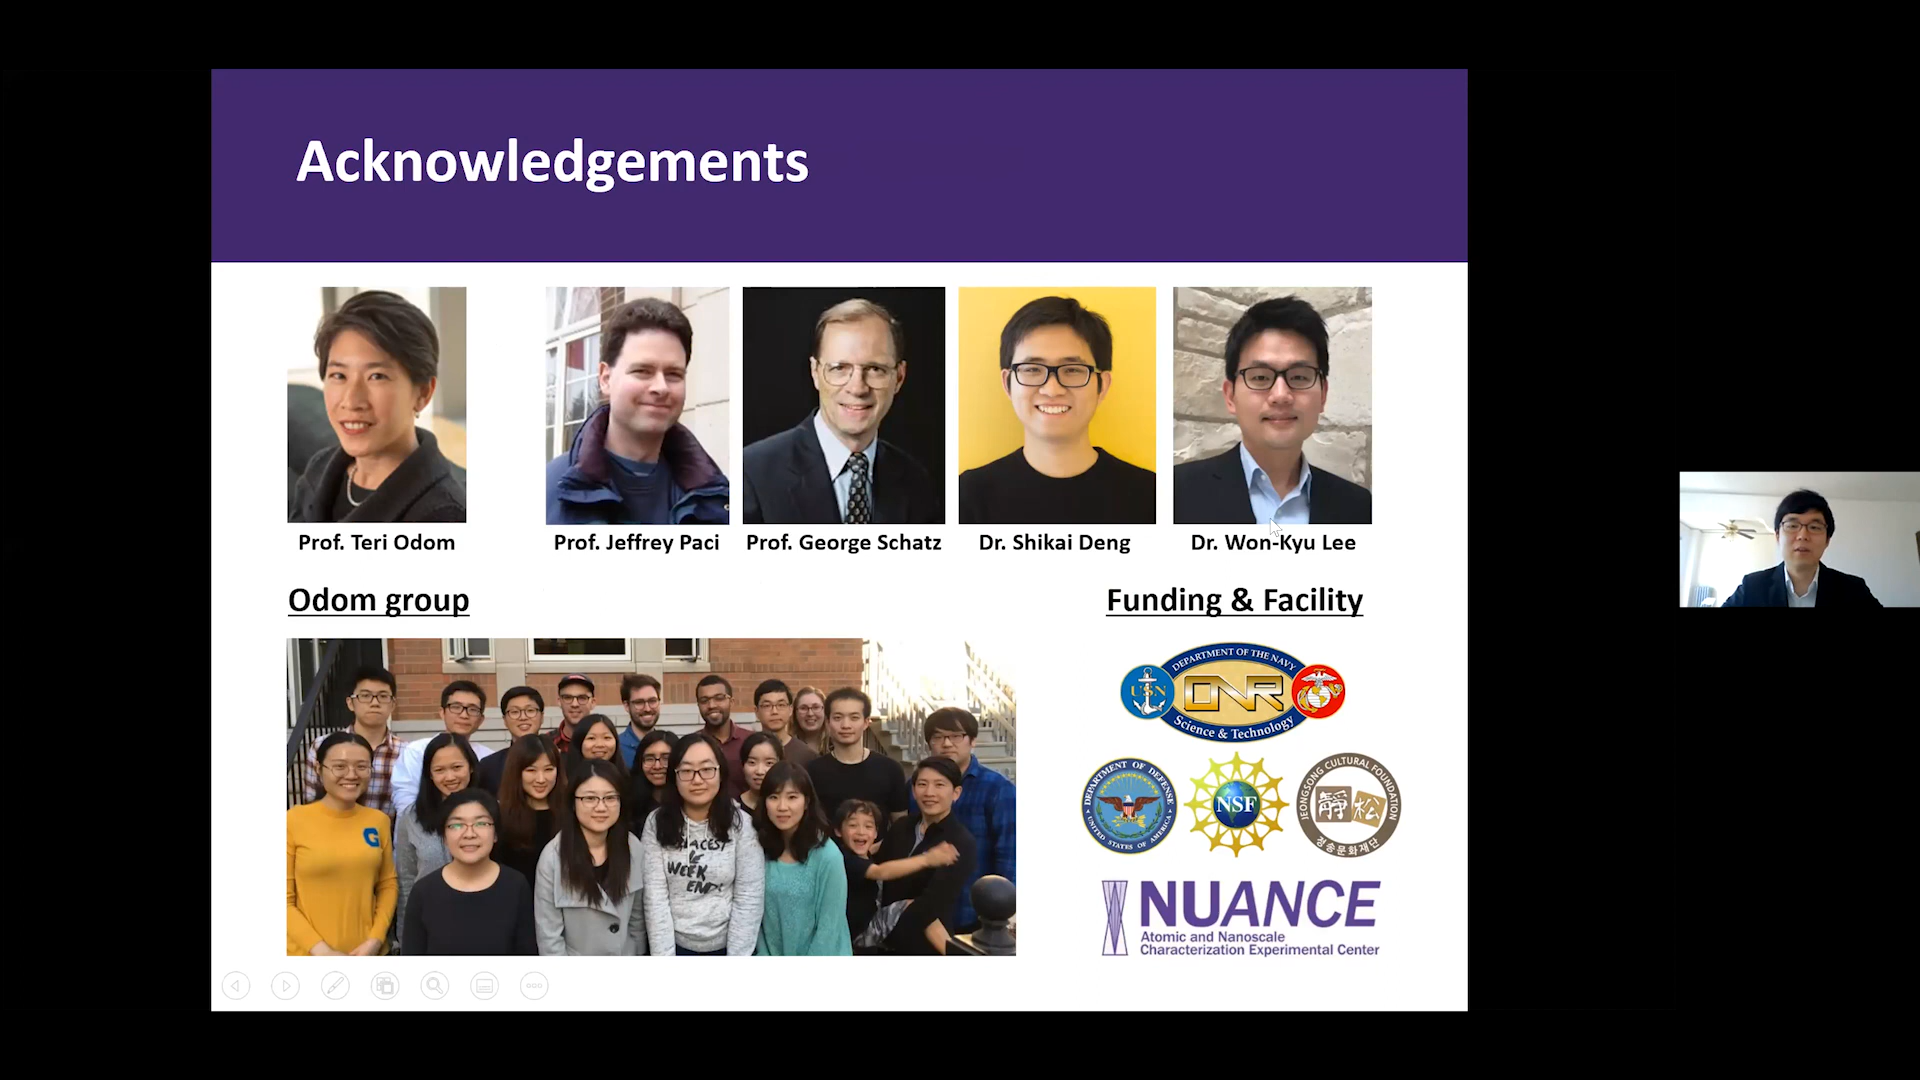 Acknowledgements
Prof. Teri Odom
Prof. Jeffrey Paci
Prof. George Schatz
Dr. Shikai Deng
Dr. Won-Kyu Lee
Odom group
Funding & Facility
DEPARTMENT OF THE NAVY
USN
ONR
Science & Technology
DEPARTMENT OF DEFENSE
UNITED STATES OF AMERICA
NSF
JEONGSONG CULTURAL FOUNDATION
靜松
정송문화재단
NUANCE
Atomic and Nanoscale
Characterization Experimental Center
G
WEEK
END